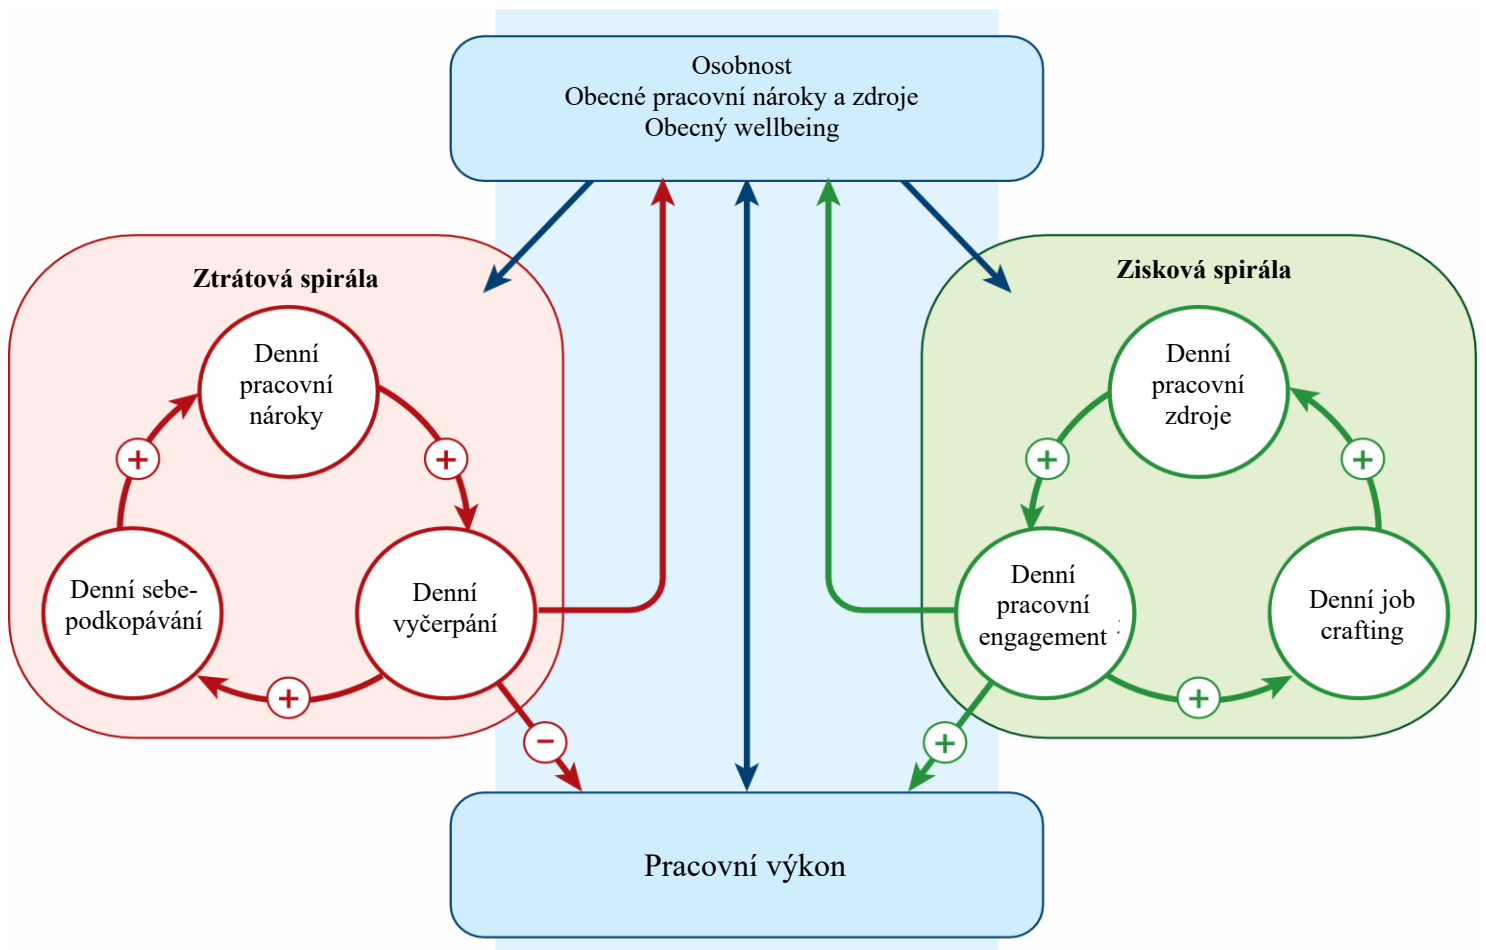 Osobnost
Obecné pracovní nároky a zdroje
Obecný wellbeing
Ztrátová spirála
Denní
pracovní
nároky
+
+
Denní sebe-
podkopávání
Denní
vyčerpání
+
−
Zisková spirála
Denní
pracovní
zdroje
+
+
Denní
pracovní
engagement
Denní job
crafting
+
+
Pracovní výkon